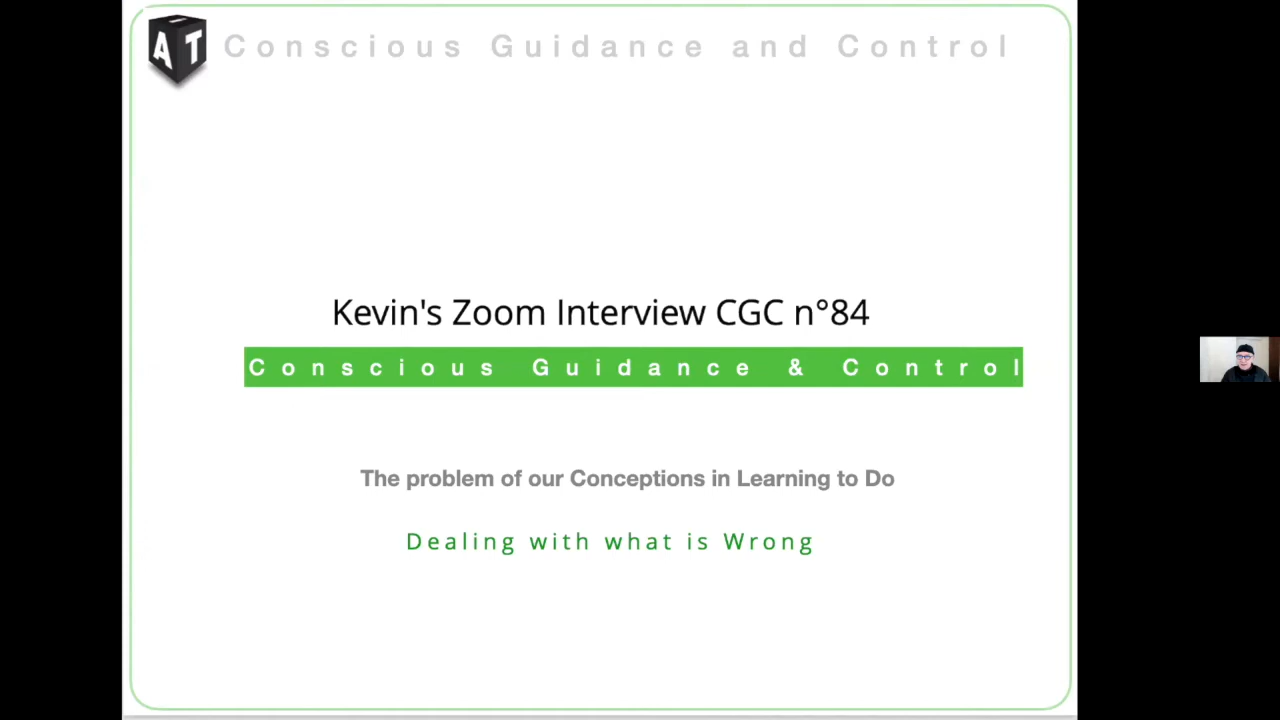 AT
Conscious Guidance and Control
Kevin's Zoom Interview CGC n°84
Conscious Guidance & Control
The problem of our Conceptions in Learning to Do
Dealing with what is Wrong